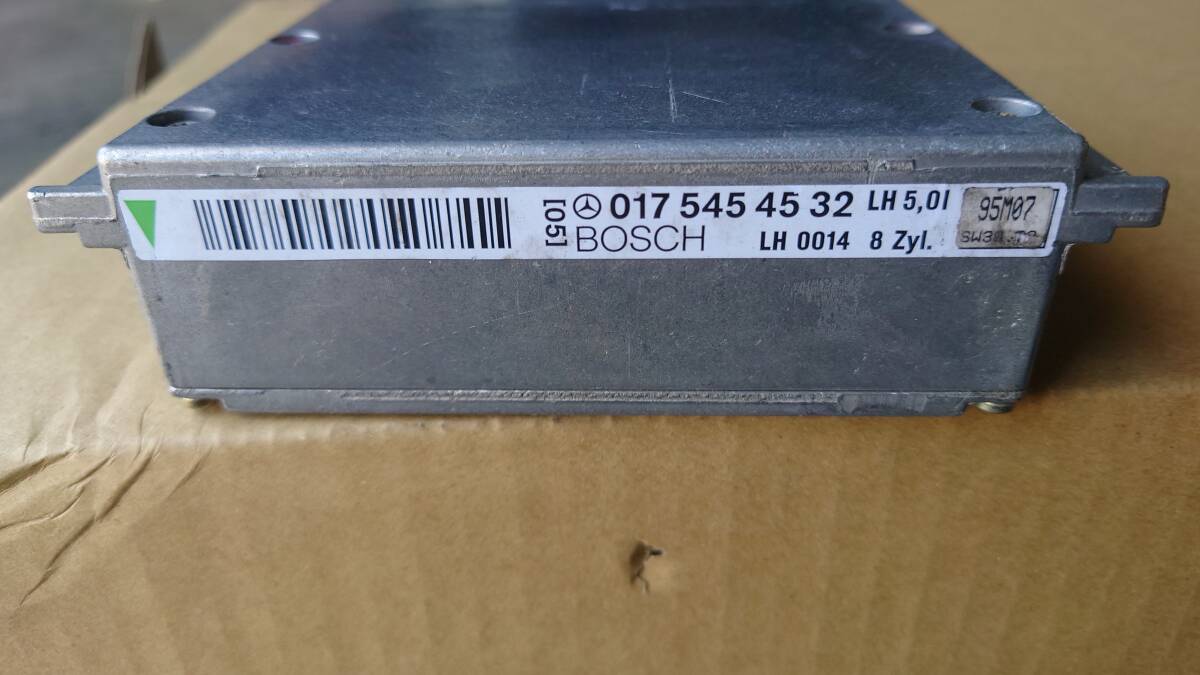 [05]
017 545 45 32 LH 5,0l
BOSCH LH 0014 8 Zyl.
95M07